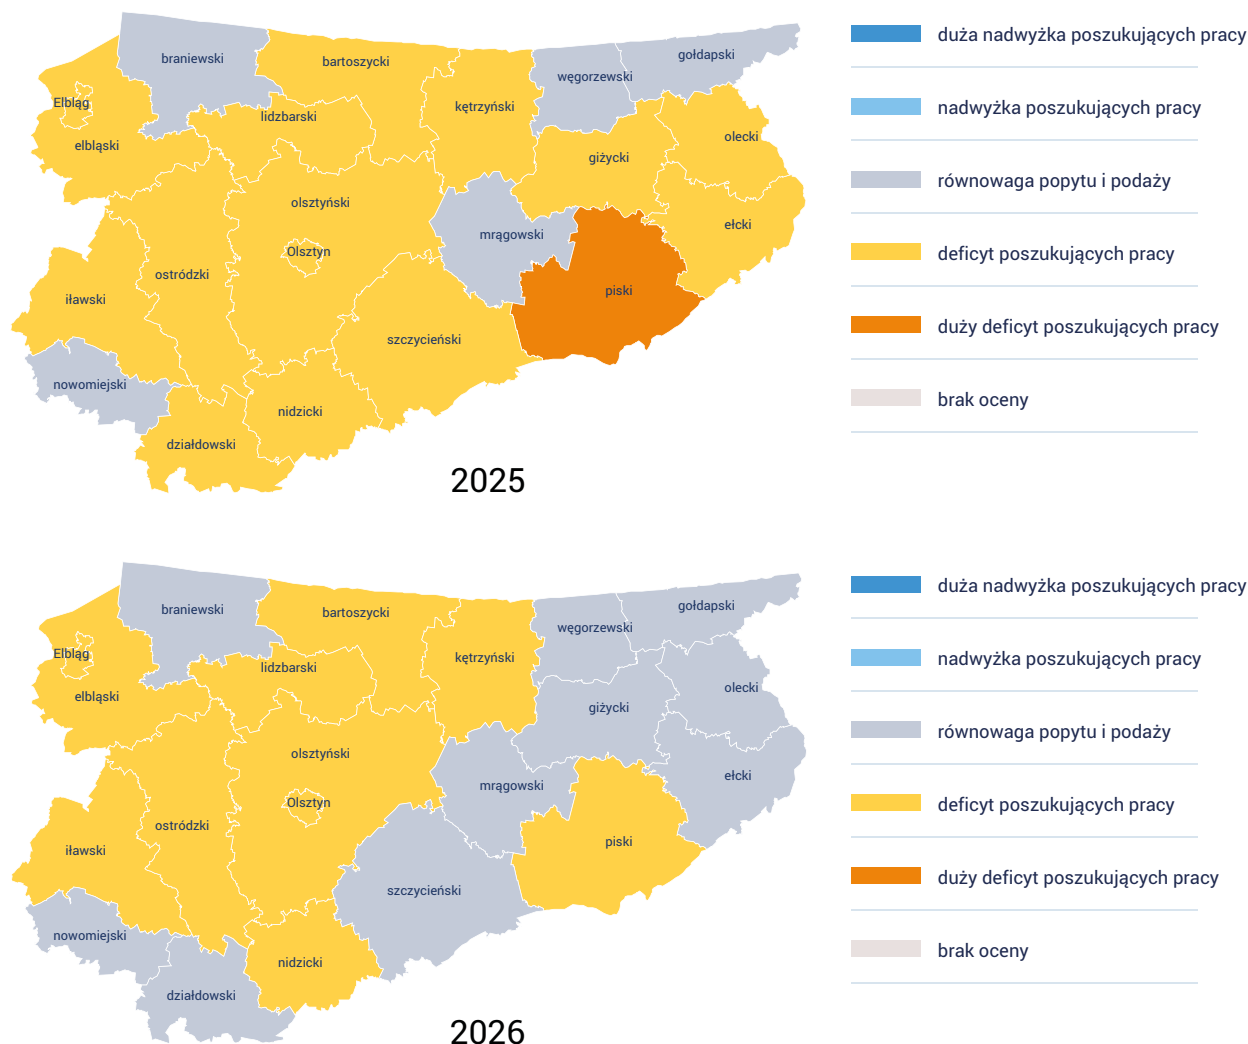 braniewski
bartoszycki
węgorzewski
gołdapski
Elbląg
elbląski
lidzbarski
kętrzyński
olecki
giżycki
olsztyński
Olsztyn
mrągowski
ełcki
ostródzki
iławski
piski
szczycieński
nowomiejski
nidzicki
działdowski
2025
duża nadwyżka poszukujących pracy
nadwyżka poszukujących pracy
równowaga popytu i podaży
deficyt poszukujących pracy
duży deficyt poszukujących pracy
brak oceny
braniewski
bartoszycki
węgorzewski
gołdapski
Elbląg
elbląski
lidzbarski
kętrzyński
olecki
giżycki
olsztyński
Olsztyn
mrągowski
ełcki
ostródzki
iławski
piski
szczycieński
nowomiejski
nidzicki
działdowski
2026
duża nadwyżka poszukujących pracy
nadwyżka poszukujących pracy
równowaga popytu i podaży
deficyt poszukujących pracy
duży deficyt poszukujących pracy
brak oceny